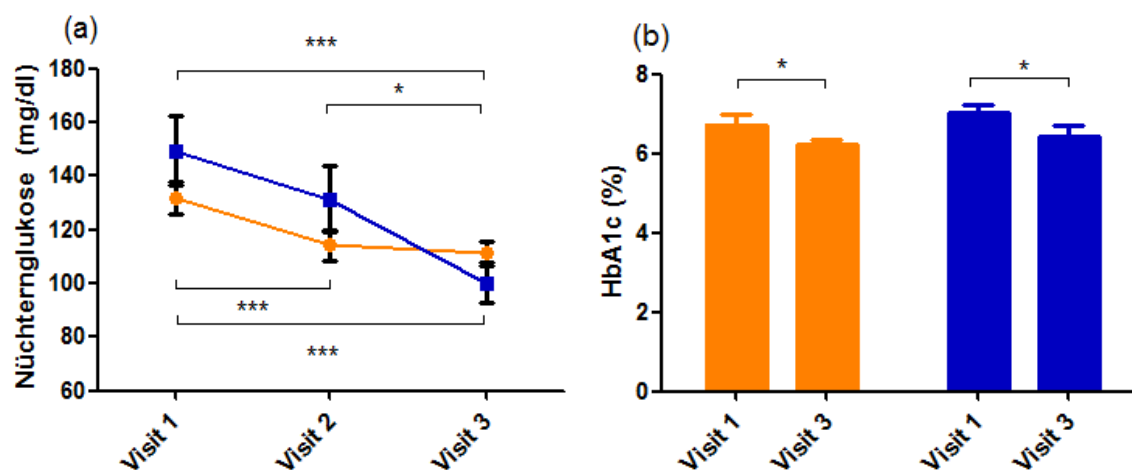 (a)
Nüchternglukose (mg/dl)
180
160
140
120
100
80
60
***
*
***
***
Visit 1
Visit 2
Visit 3
(b)
HbA1c (%)
8
6
4
2
0
*
*
Visit 1
Visit 3
Visit 1
Visit 3